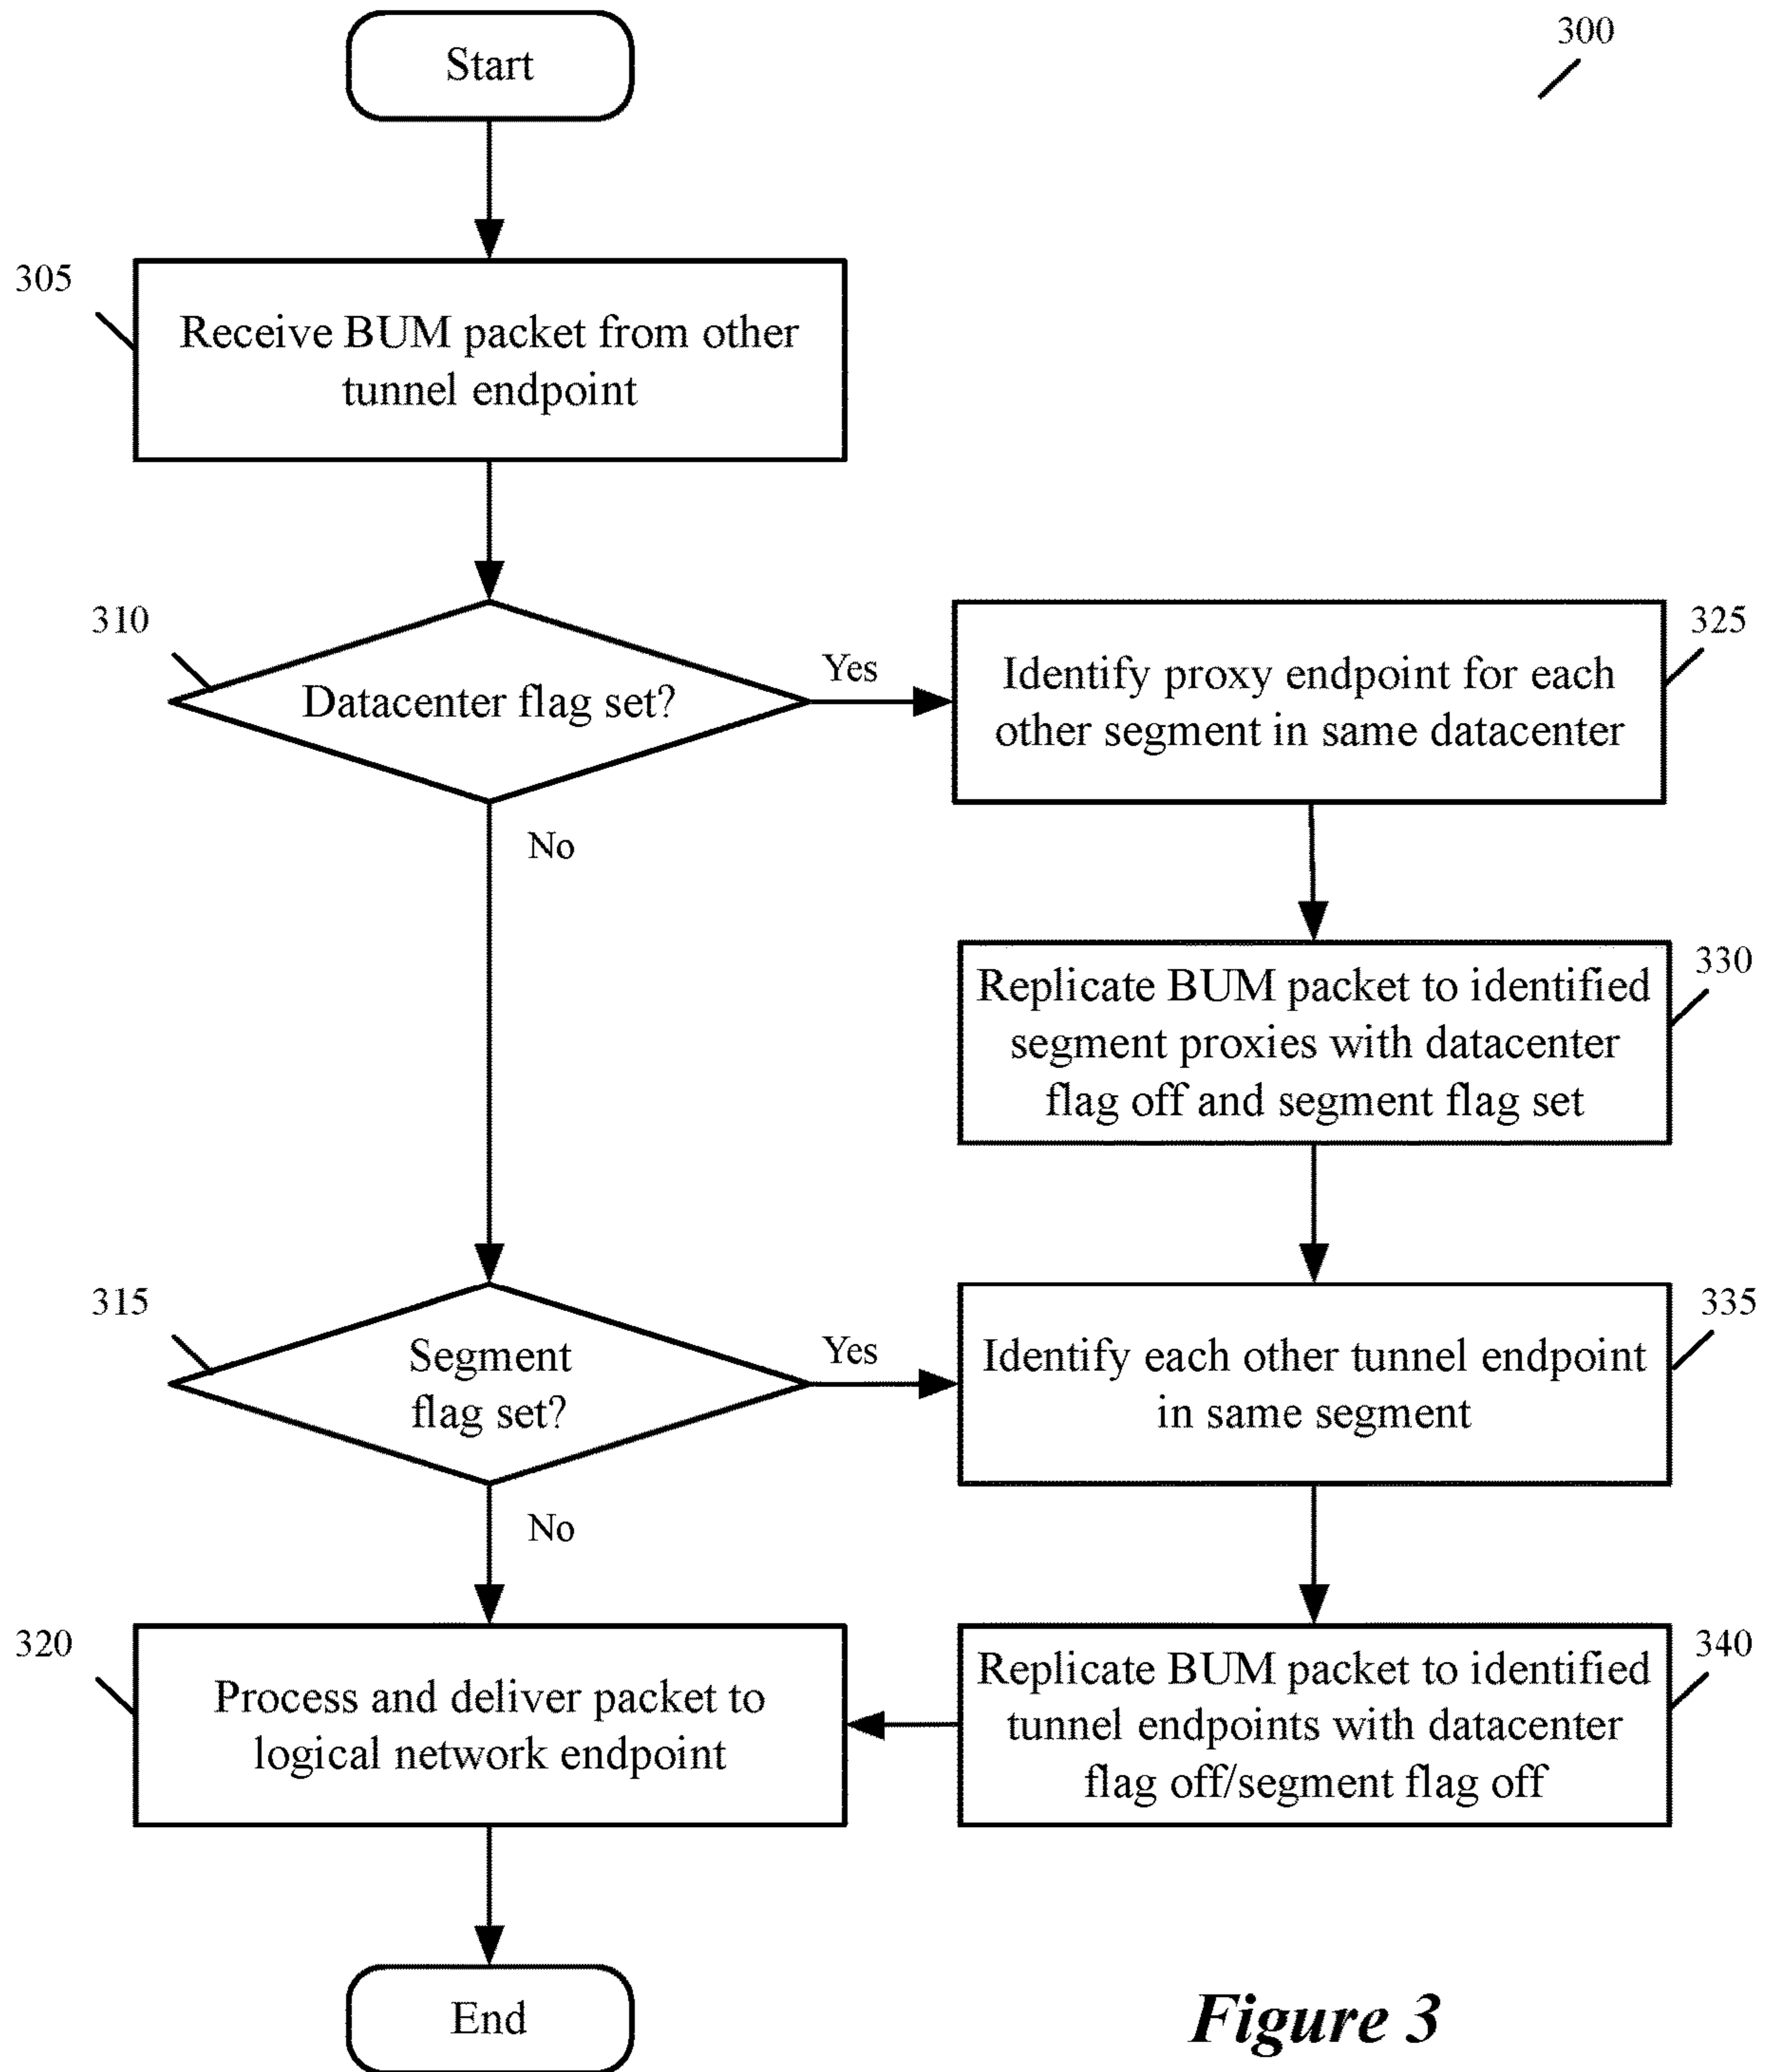 300
Start
305
Receive BUM packet from other
tunnel endpoint
310
Datacenter flag set?
Yes
No
325
Identify proxy endpoint for each
other segment in same datacenter
330
Replicate BUM packet to identified
segment proxies with datacenter
flag off and segment flag set
315
Segment
flag set?
Yes
No
335
Identify each other tunnel endpoint
in same segment
320
Process and deliver packet to
logical network endpoint
340
Replicate BUM packet to identified
tunnel endpoints with datacenter
flag off/segment flag off
End
Figure 3